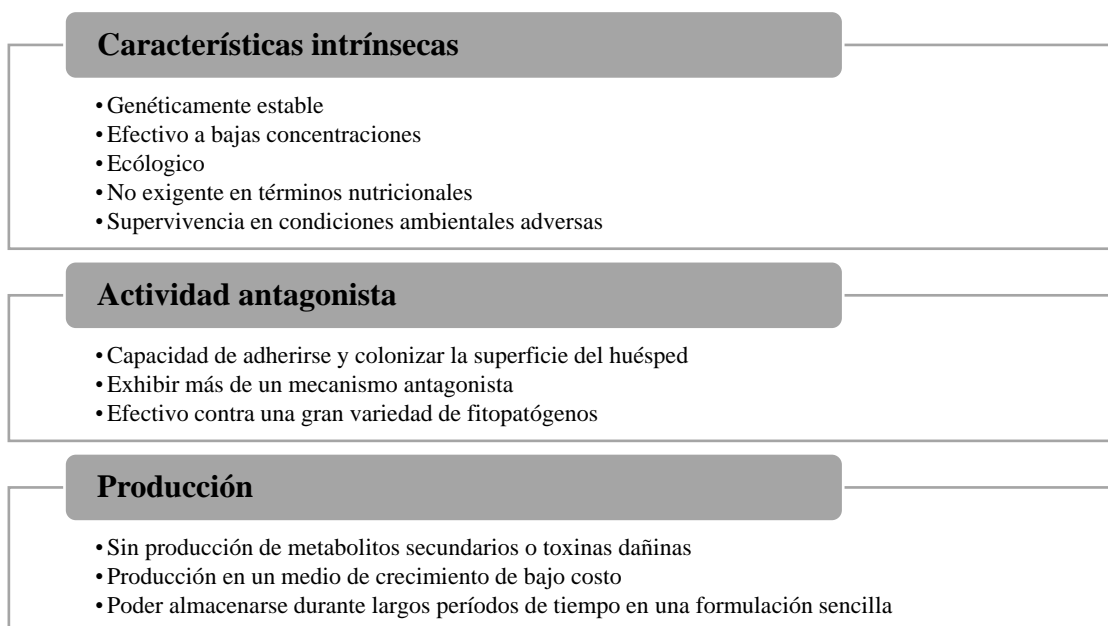 Características intrínsecas
• Genéticamente estable
• Efectivo a bajas concentraciones
• Ecólogico
• No exigente en términos nutricionales
• Supervivencia en condiciones ambientales adversas
Actividad antagonista
• Capacidad de adherirse y colonizar la superficie del huésped
• Exhibir más de un mecanismo antagonista
• Efectivo contra una gran variedad de fitopatógenos
Producción
• Sin producción de metabolitos secundarios o toxinas dañinas
• Producción en un medio de crecimiento de bajo costo
• Poder almacenarse durante largos períodos de tiempo en una formulación sencilla